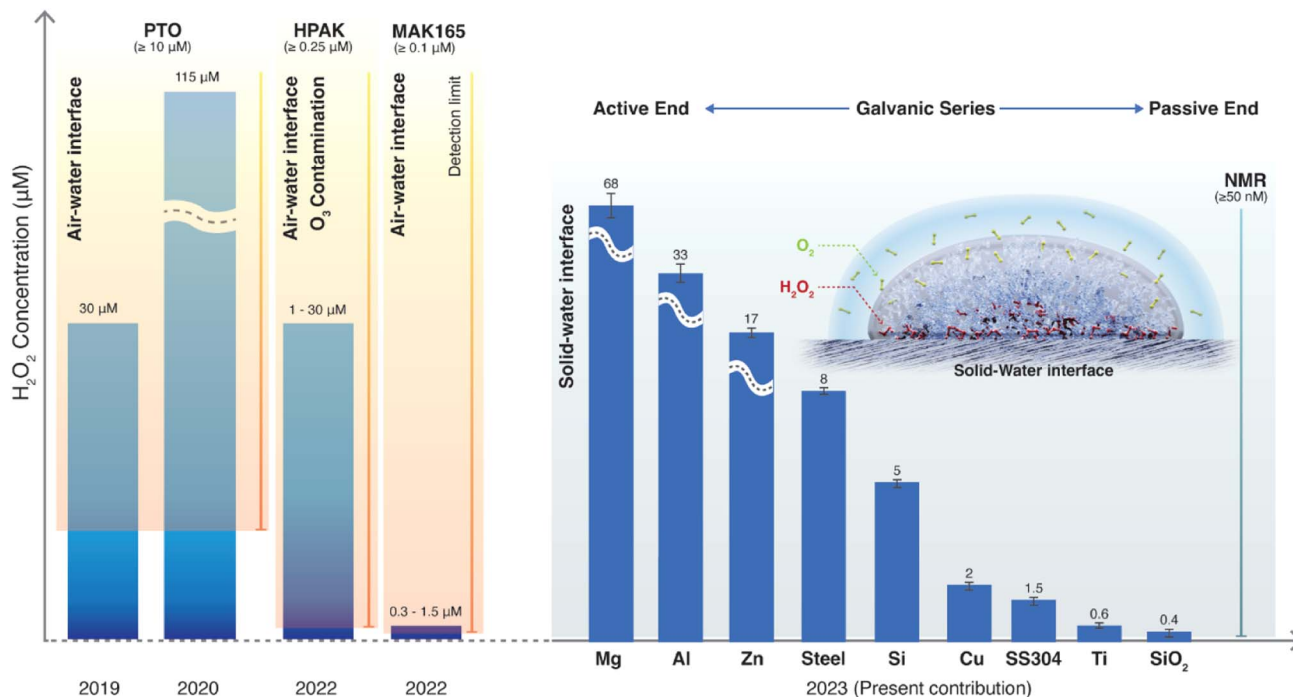 H₂O₂ Concentration (µM)
PTO
(≥ 10 µM)
HPAK
(≥ 0.25 µM)
MAK165
(≥ 0.1 µM)
Air-water interface
115 µM
30 µM
Air-water interface
O₃ Contamination
1 - 30 µM
Air-water interface
0.3 - 1.5 µM
Detection limit
2019
2020
2022
2022
Active End
Galvanic Series
Passive End
Solid-water interface
68
33
17
8
5
2
1.5
0.6
0.4
O₂
H₂O₂
Solid-Water interface
NMR
(≥50 nM)
Mg
Al
Zn
Steel
Si
Cu
SS304
Ti
SiO₂
2023 (Present contribution)